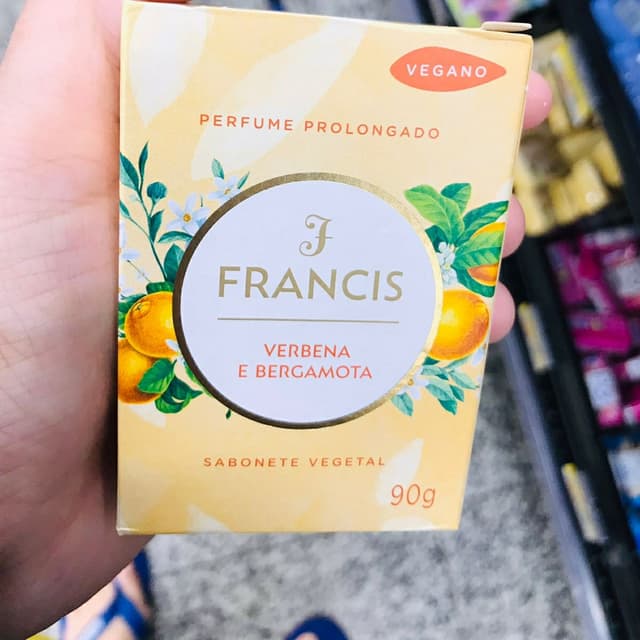 VEGANO
PERFUME PROLONGADO
F
FRANCIS
VERBENA
E BERGAMOTA
SABONETE VEGETAL
90g